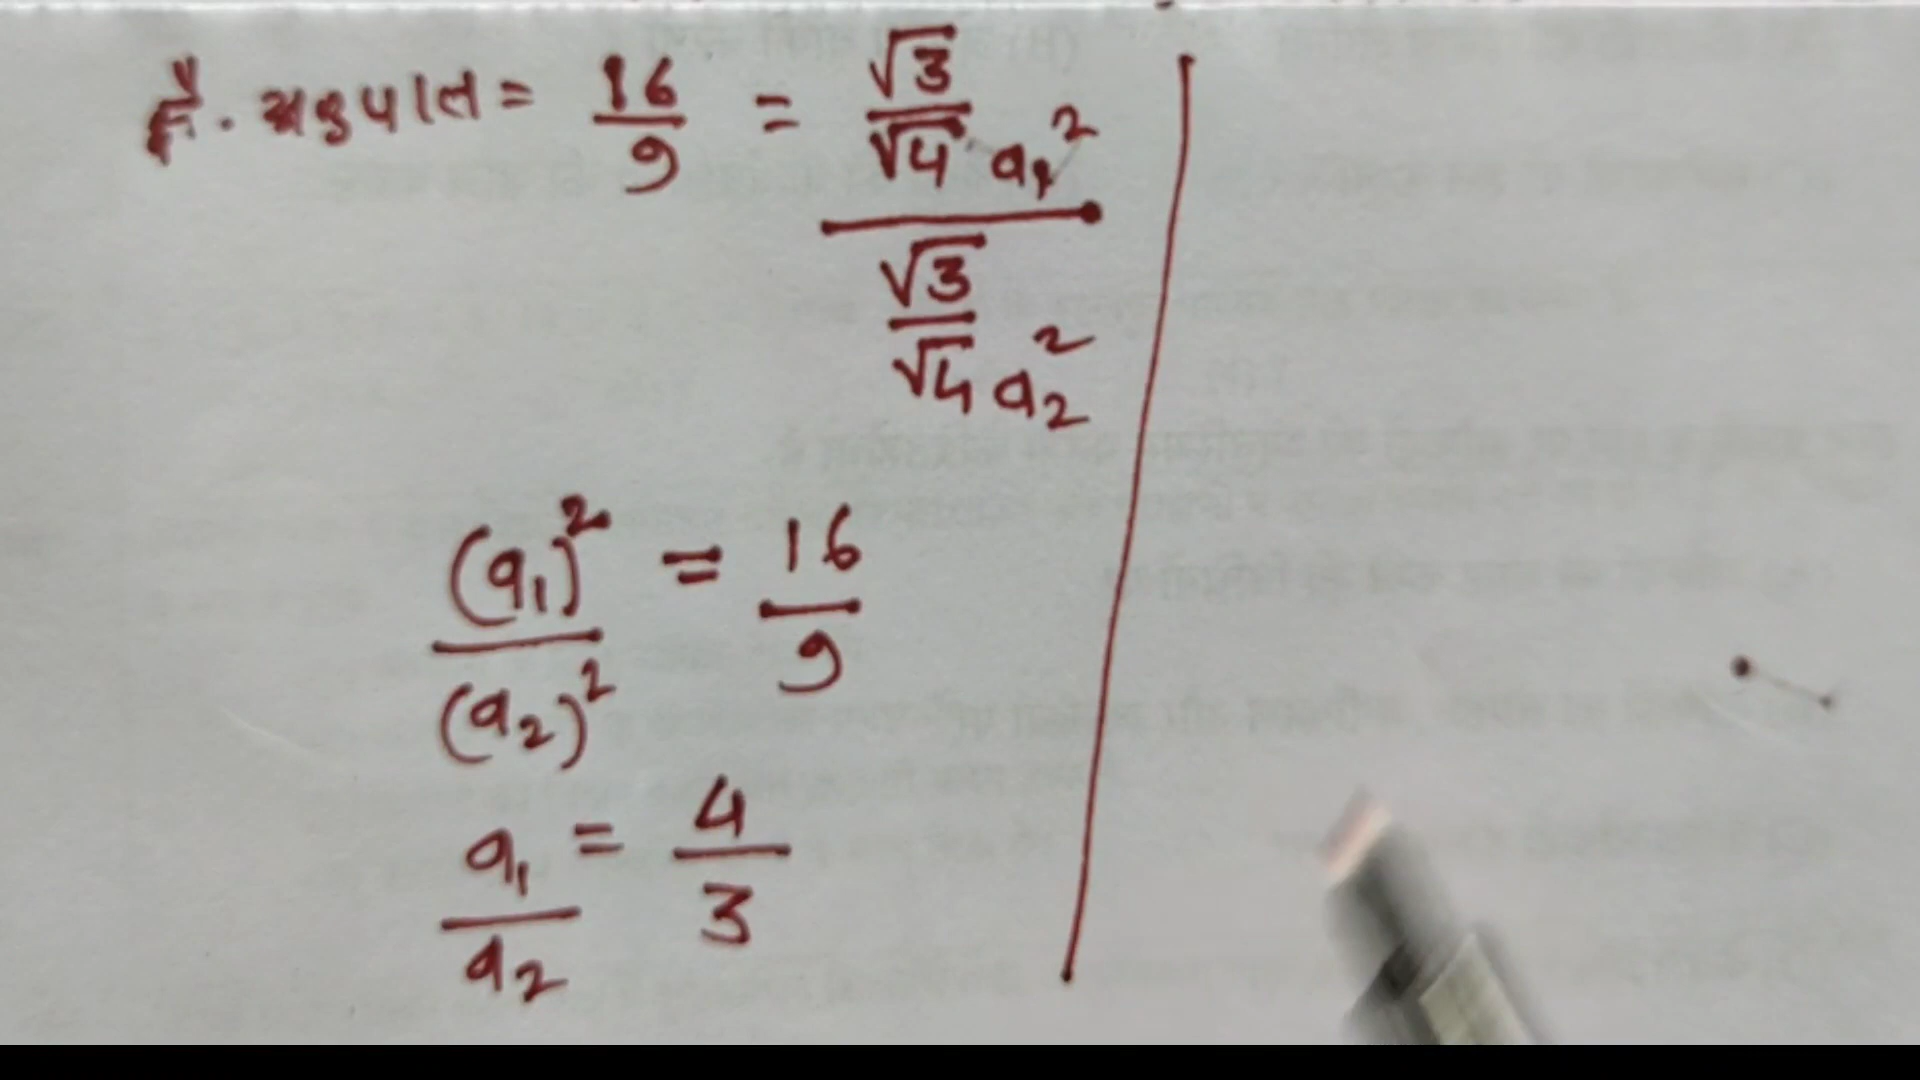 अनुपात = 16/9 = √3/√4 a₁² / √3/√4 a₂²
(a₁)²/(a₂)² = 16/9
a₁/a₂ = 4/3